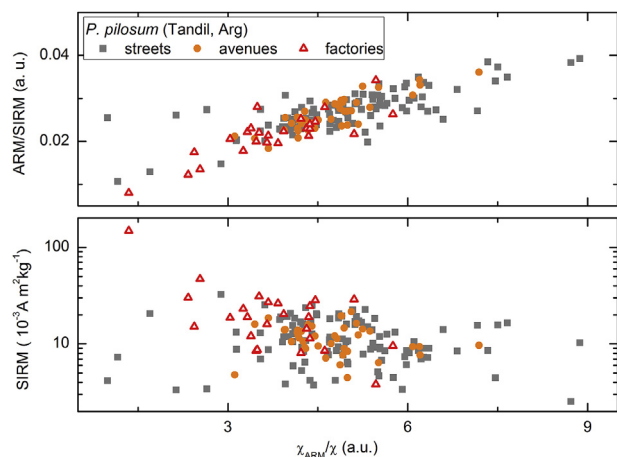 P. pilosum (Tandil, Arg)
streets avenues factories
ARM/SIRM (a. u.)
0.04
0.02
SIRM (10⁻³A m²kg⁻¹)
100
10
3 6 9
χARM/χ (a.u.)